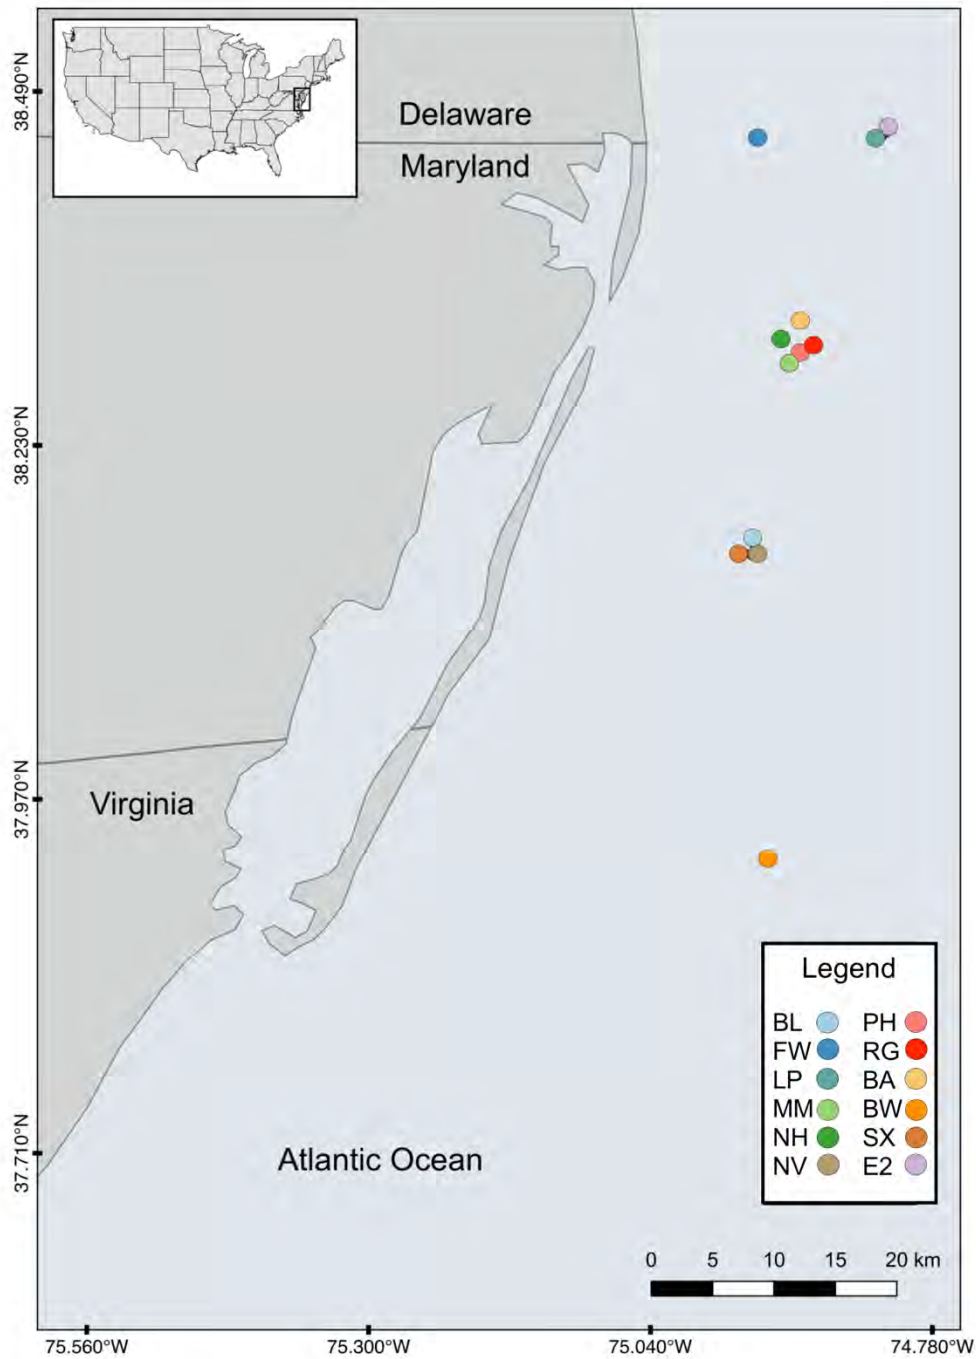 38.490°N
Delaware
Maryland
38.230°N
37.970°N
Virginia
Legend
BL PH
FW RG
LP BA
MM BW
NH SX
NV E2
37.710°N
Atlantic Ocean
0 5 10 15 20 km
75.560°W 75.300°W 75.040°W 74.780°W